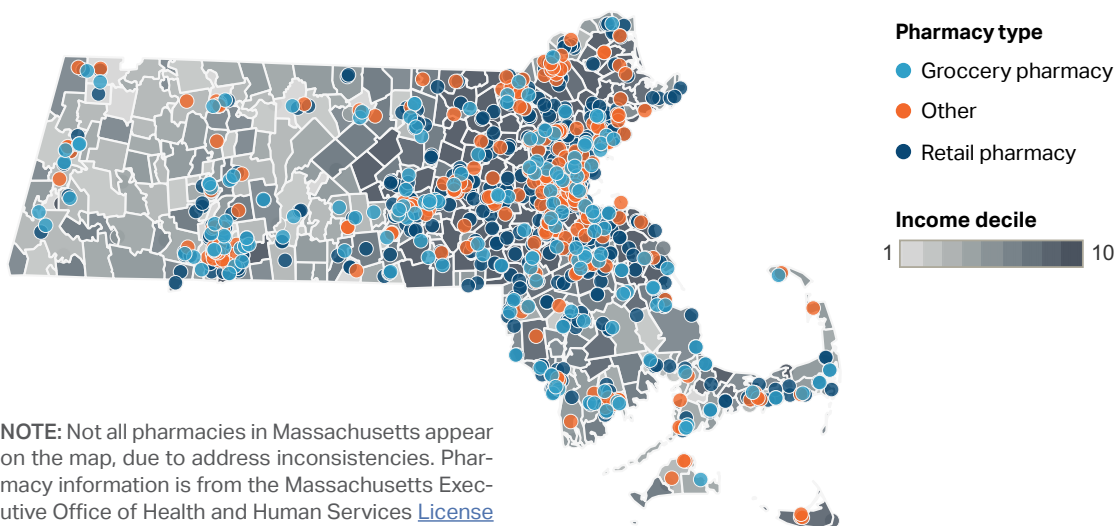 Pharmacy type
Groccery pharmacy
Other
Retail pharmacy
Income decile
1 10
NOTE: Not all pharmacies in Massachusetts appear
on the map, due to address inconsistencies. Phar-
macy information is from the Massachusetts Exec-
utive Office of Health and Human Services License